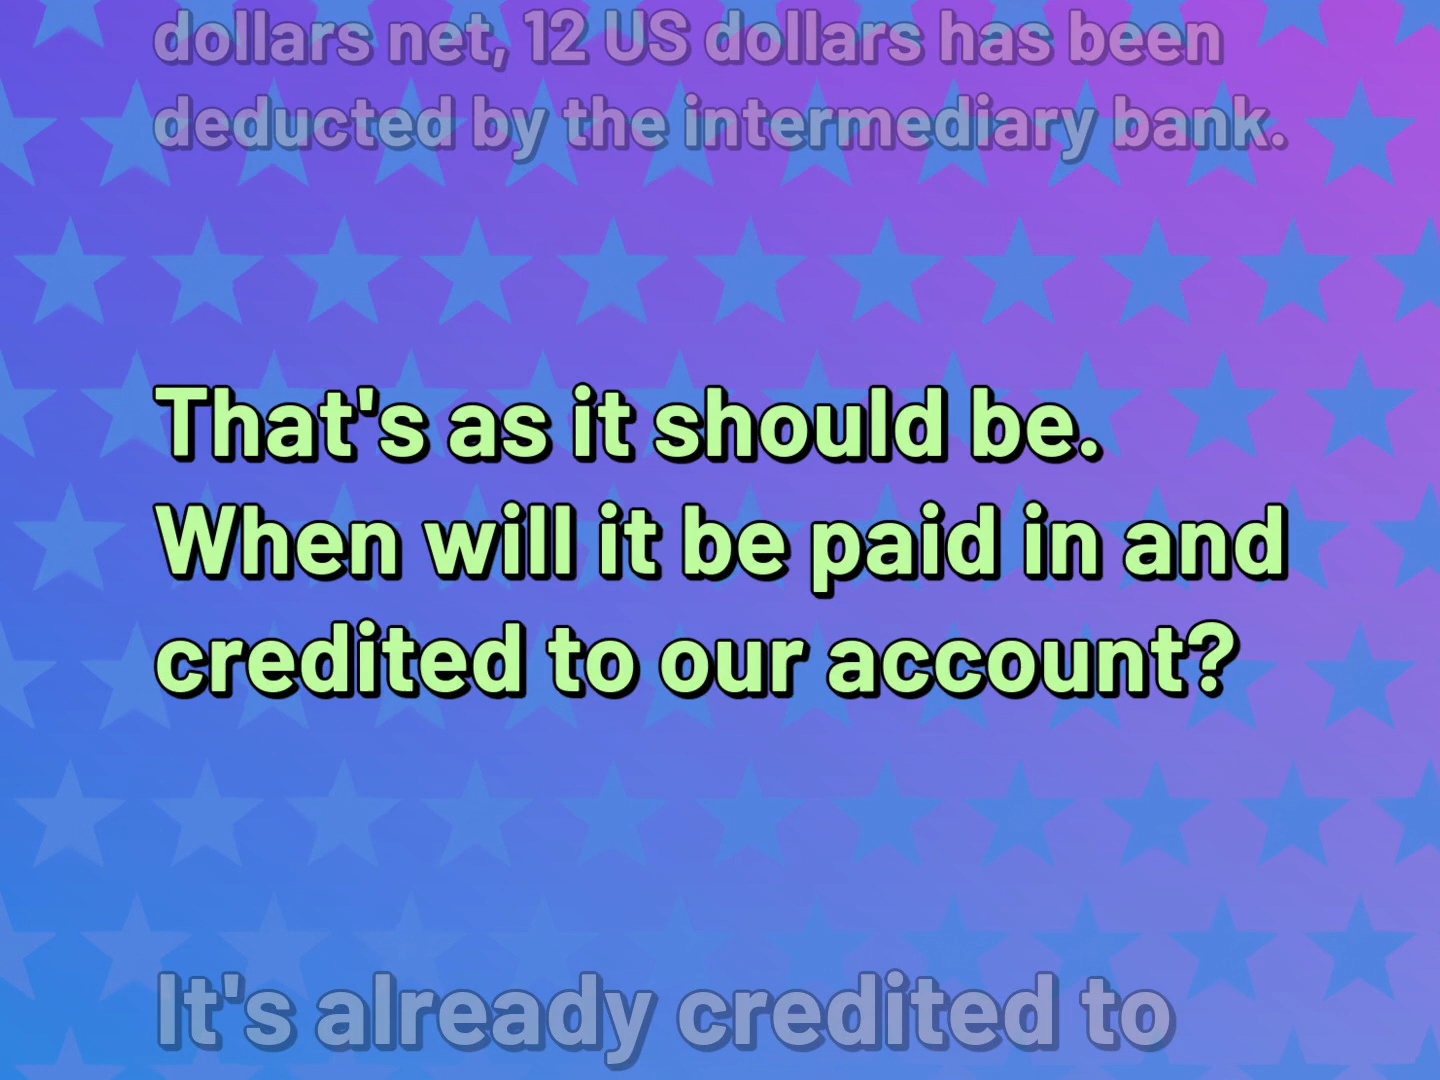 dollars net, 12 US dollars has been
deducted by the intermediary bank.
That's as it should be.
When will it be paid in and
credited to our account?
It's already credited to